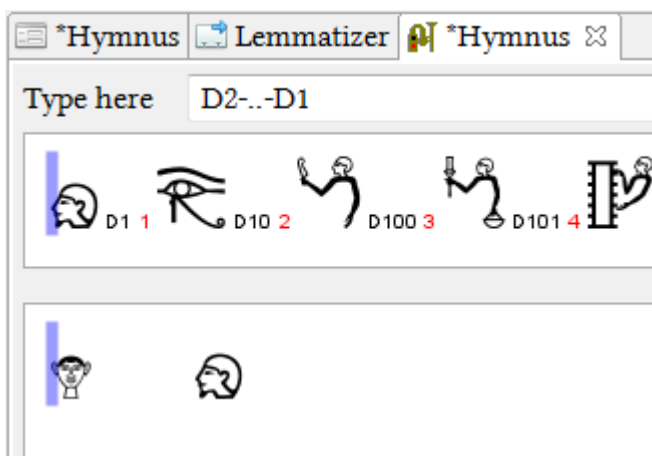 *Hymnus Lemmatizer *Hymnus
Type here D2-..-D1
𓁶 D1 1 𓂀 D10 2 D100 3 D101 4
𓁷 𓁶